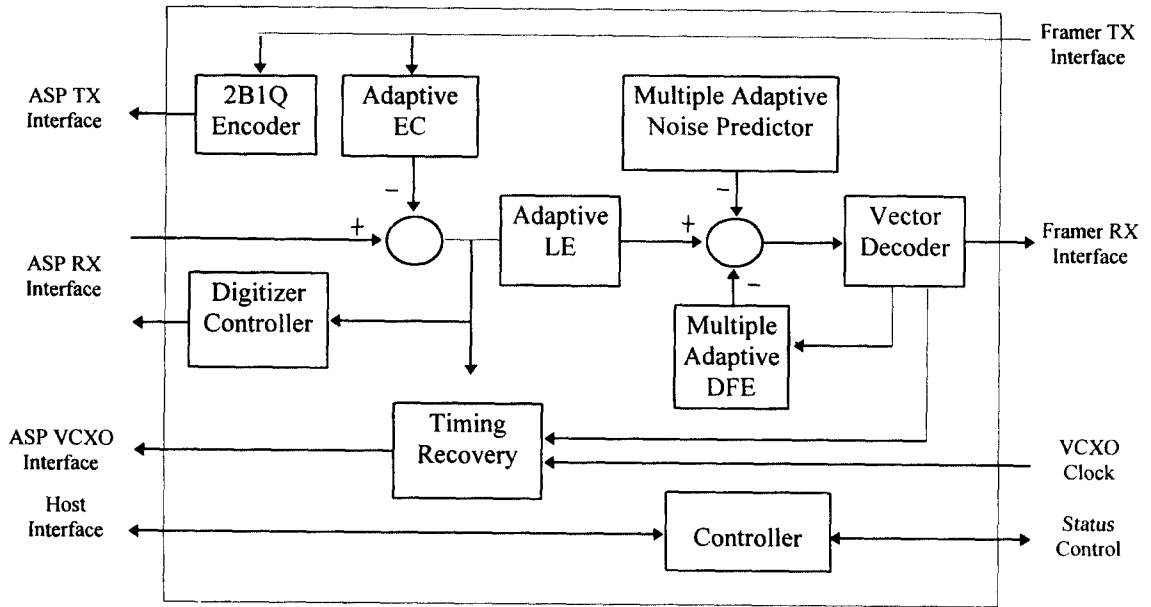 Framer TX
Interface
ASP TX
Interface
2B1Q
Encoder
Adaptive
EC
Multiple Adaptive
Noise Predictor
−
−
+
Adaptive
LE
+
Vector
Decoder
Framer RX
Interface
ASP RX
Interface
Digitizer
Controller
−
Multiple
Adaptive
DFE
ASP VCXO
Interface
Timing
Recovery
VCXO
Clock
Host
Interface
Controller
Status
Control